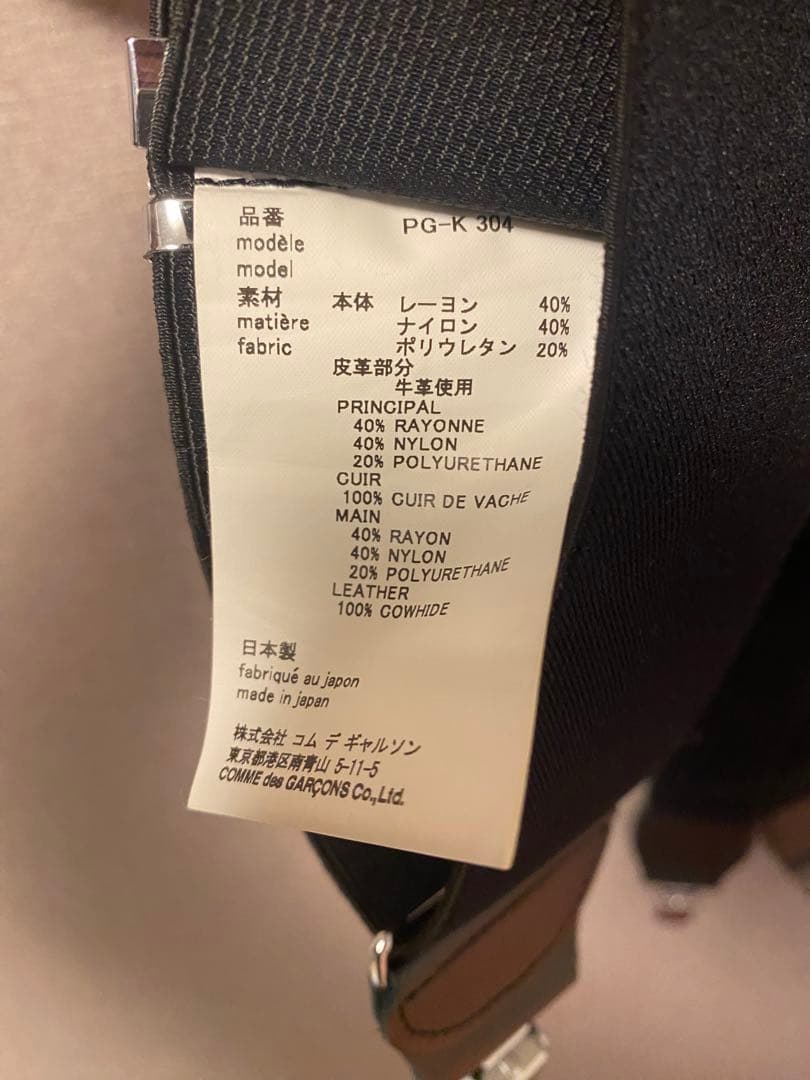 品番 PG-K 304
modèle
model
素材 本体 レーヨン 40%
matière ナイロン 40%
fabric ポリウレタン 20%
皮革部分
牛革使用
PRINCIPAL
40% RAYONNE
40% NYLON
20% POLYURETHANE
CUIR
100% CUIR DE VACHE
MAIN
40% RAYON
40% NYLON
20% POLYURETHANE
LEATHER
100% COWHIDE
日本製
fabriqué au japon
made in japan
株式会社 コム デ ギャルソン
東京都港区南青山 5-11-5
COMME des GARÇONS Co.,Ltd.